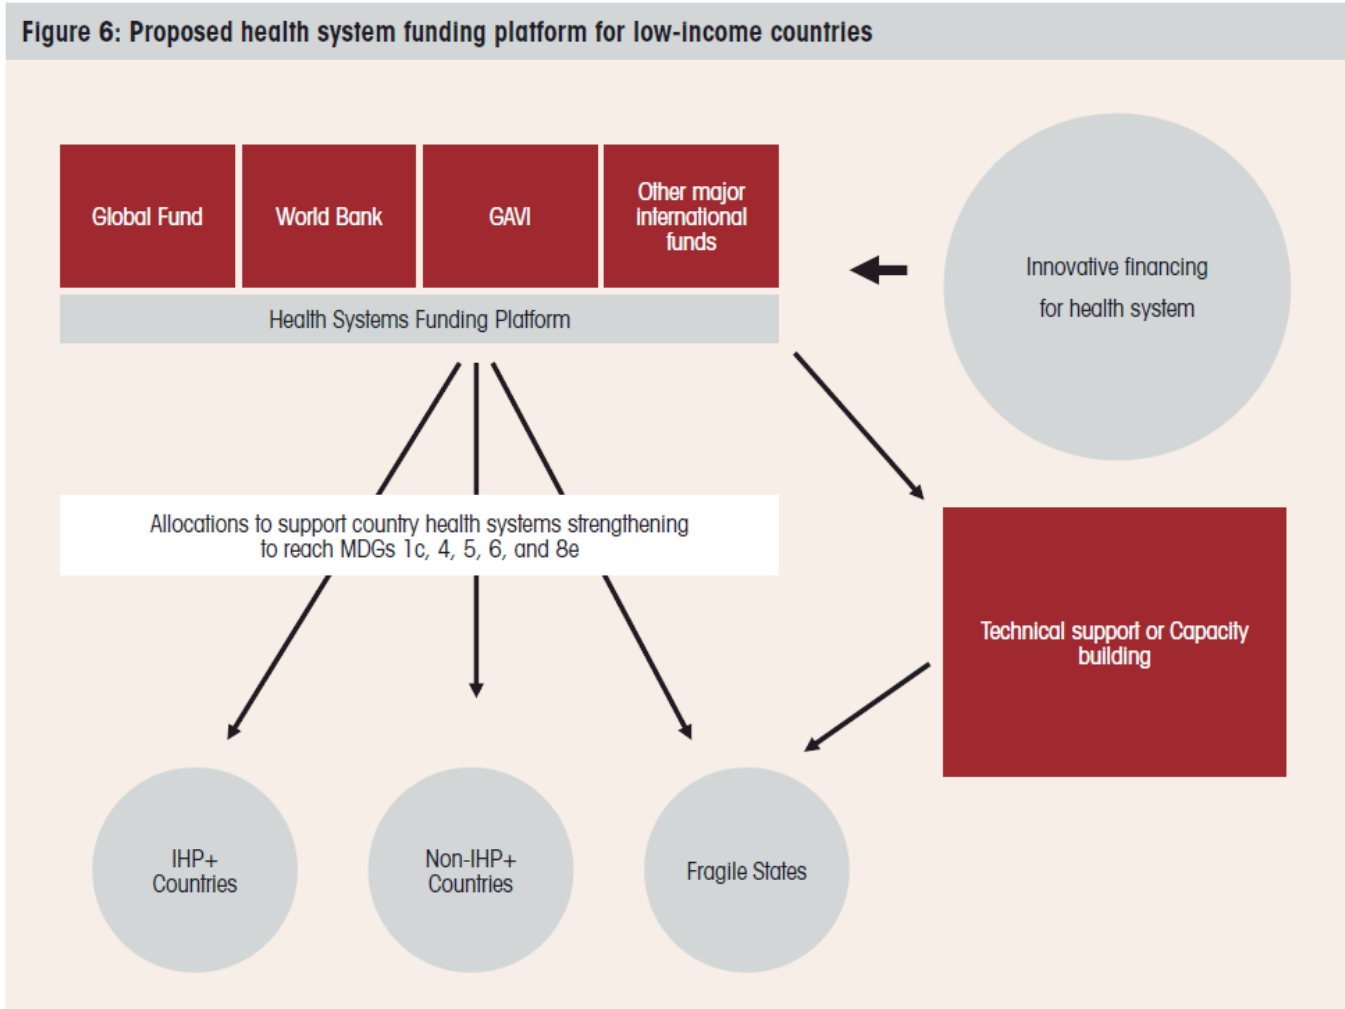 Figure 6: Proposed health system funding platform for low-income countries
Global Fund
World Bank
GAVI
Other major
international
funds
Innovative financing
for health system
Health Systems Funding Platform
Allocations to support country health systems strengthening
to reach MDGs 1c, 4, 5, 6, and 8e
Technical support or Capacity
building
IHP+
Countries
Non-IHP+
Countries
Fragile States